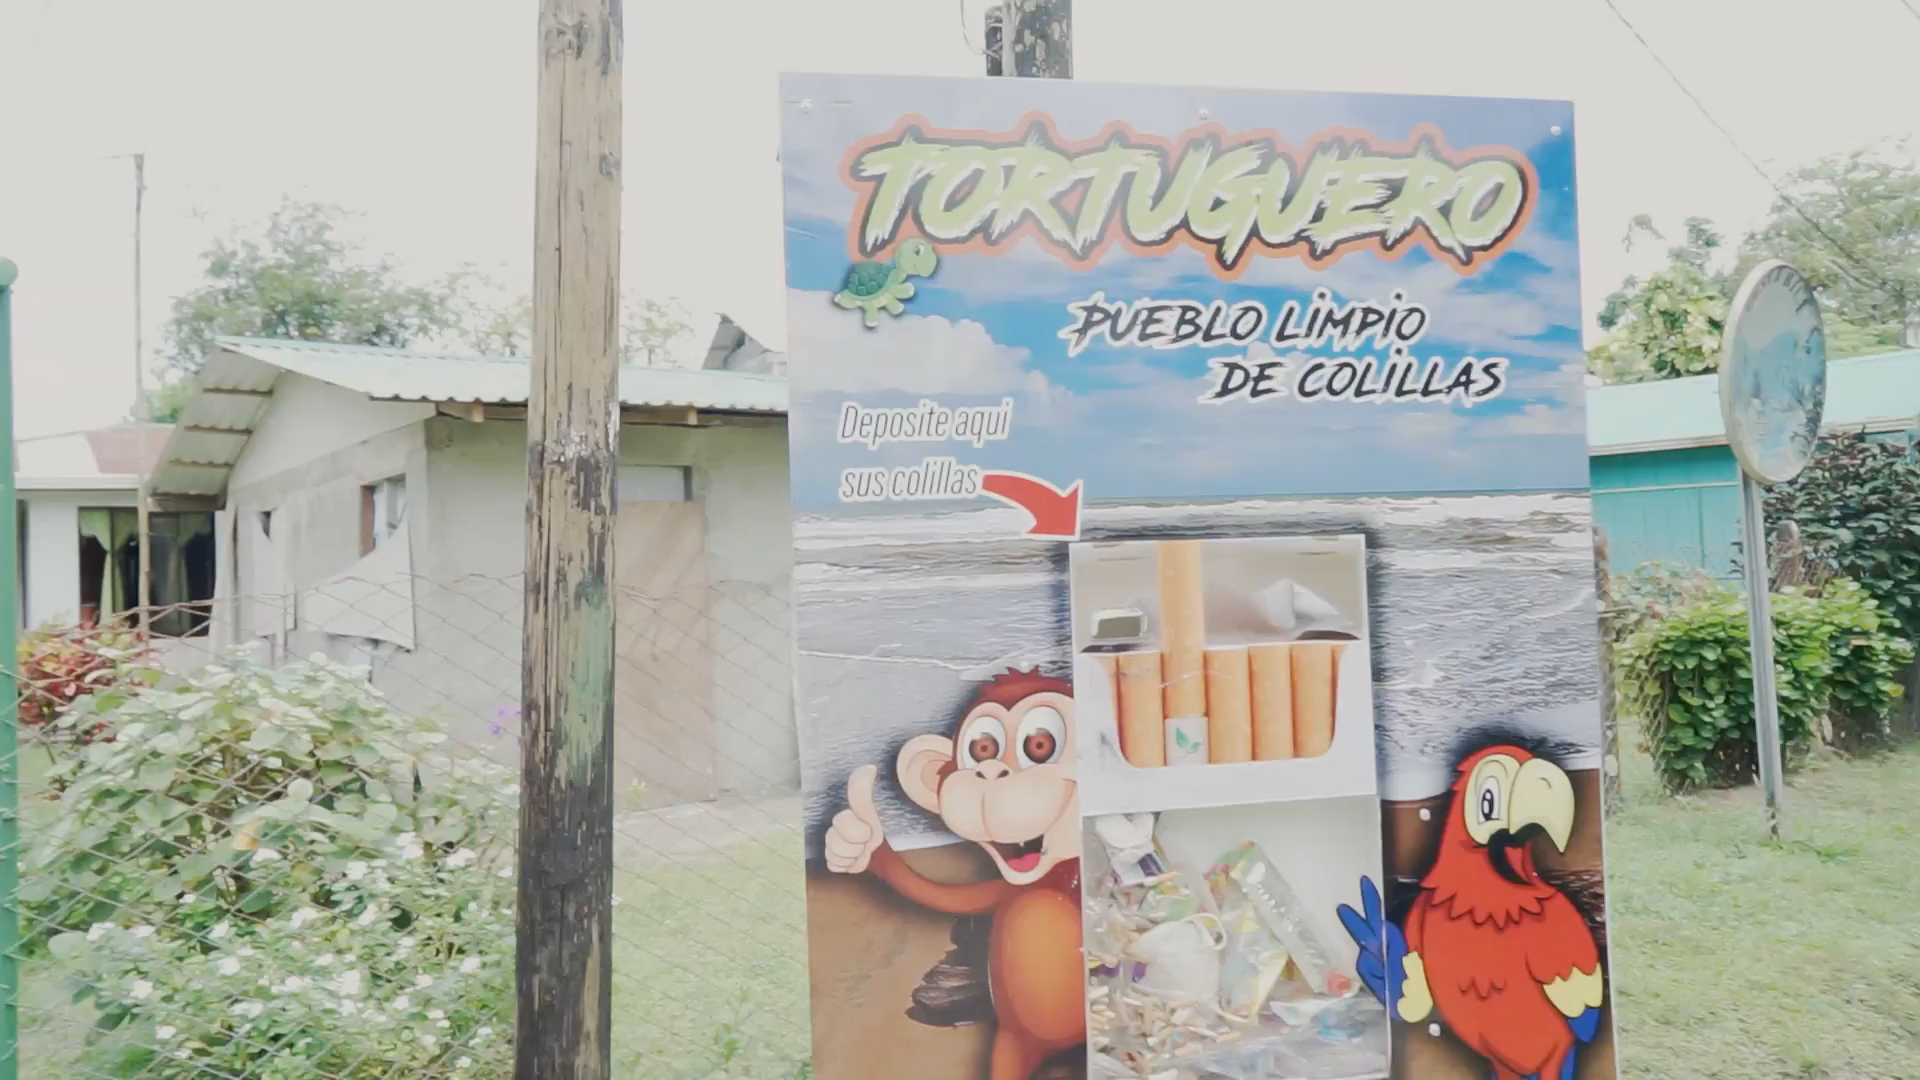 TORTUGUERO
PUEBLO LIMPIO
DE COLILLAS
Deposite aqui
sus colillas